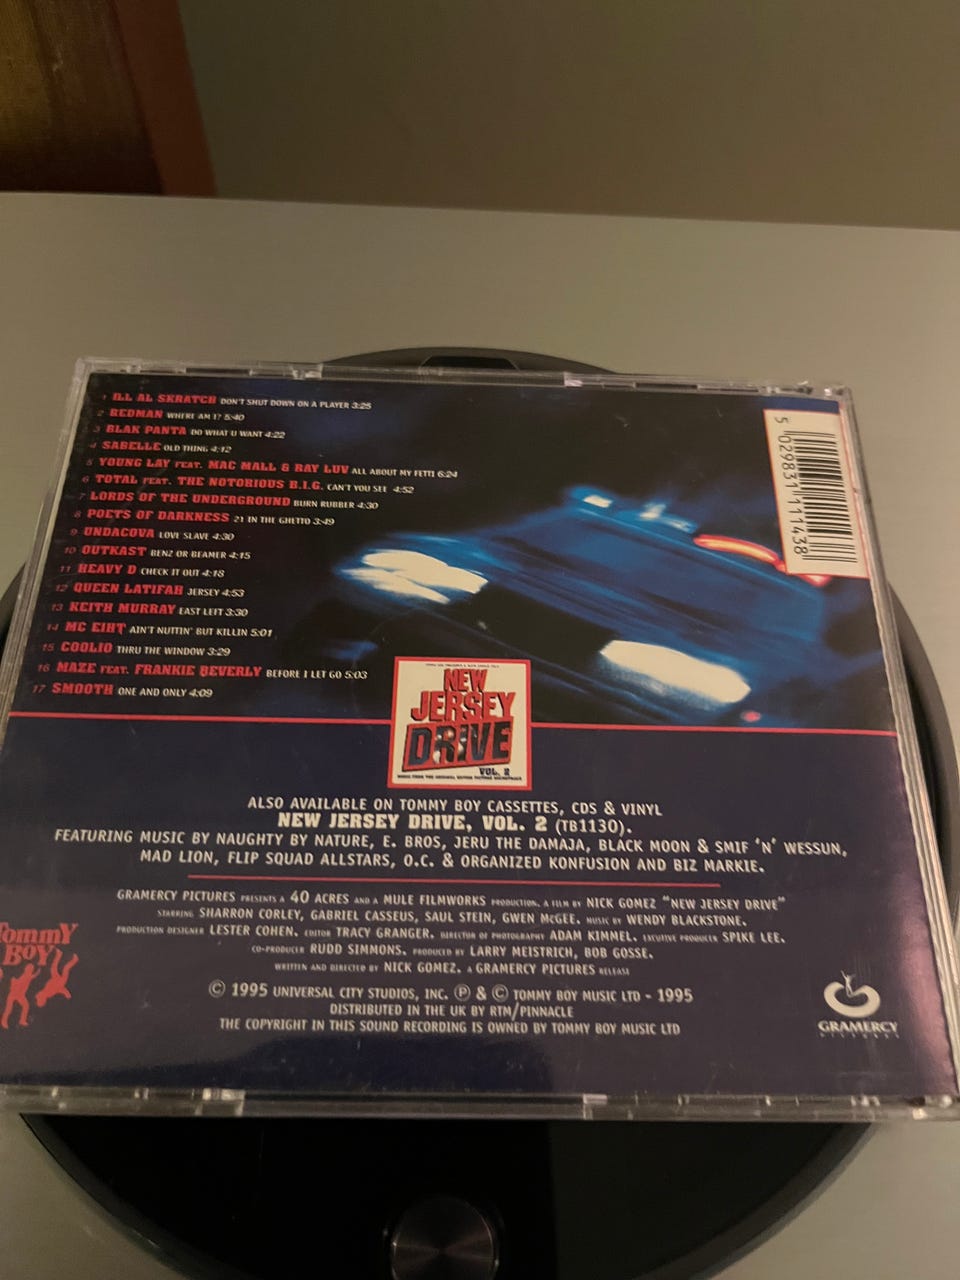 1 ILL AL SKRATCH DON'T SHUT DOWN ON A PLAYER 3:25
2 REDMAN WHERE AM I? 5:40
3 BLAK PANTA DO WHAT U WANT 4:22
4 SABELLE OLD THING 4:12
5 YOUNG LAY FEAT. MAC MALL & RAY LUV ALL ABOUT MY FETTI 6:24
6 TOTAL FEAT. THE NOTORIOUS B.I.G. CAN'T YOU SEE 4:52
7 LORDS OF THE UNDERGROUND BURN RUBBER 4:30
8 POETS OF DARKNESS 21 IN THE GHETTO 3:49
9 UNDACOVA LOVE SLAVE 4:30
10 OUTKAST BENZ OR BEAMER 4:15
11 HEAVY D CHECK IT OUT 4:18
12 QUEEN LATIFAH JERSEY 4:53
13 KEITH MURRAY EAST LEFT 3:30
14 MC EIHT AIN'T NUTTIN' BUT KILLIN 5:01
15 COOLIO THRU THE WINDOW 3:29
16 MAZE FEAT. FRANKIE BEVERLY BEFORE I LET GO 5:03
17 SMOOTH ONE AND ONLY 4:09
5 029831 111438
NEW
JERSEY
DRIVE
VOL. 2
MUSIC FROM THE ORIGINAL MOTION PICTURE SOUNDTRACK
ALSO AVAILABLE ON TOMMY BOY CASSETTES, CDS & VINYL
NEW JERSEY DRIVE, VOL. 2 (TB1130).
FEATURING MUSIC BY NAUGHTY BY NATURE, E. BROS, JERU THE DAMAJA, BLACK MOON & SMIF 'N' WESSUN,
MAD LION, FLIP SQUAD ALLSTARS, O.C. & ORGANIZED KONFUSION AND BIZ MARKIE.
GRAMERCY PICTURES PRESENTS A 40 ACRES AND A MULE FILMWORKS PRODUCTION. A FILM BY NICK GOMEZ "NEW JERSEY DRIVE"
STARRING SHARRON CORLEY, GABRIEL CASSEUS, SAUL STEIN, GWEN McGEE. MUSIC BY WENDY BLACKSTONE.
PRODUCTION DESIGNER LESTER COHEN. EDITOR TRACY GRANGER. DIRECTOR OF PHOTOGRAPHY ADAM KIMMEL. EXECUTIVE PRODUCER SPIKE LEE.
CO-PRODUCER RUDD SIMMONS. PRODUCED BY LARRY MEISTRICH, BOB GOSSE.
WRITTEN AND DIRECTED BY NICK GOMEZ. A GRAMERCY PICTURES RELEASE
© 1995 UNIVERSAL CITY STUDIOS, INC. ℗ & © TOMMY BOY MUSIC LTD - 1995
DISTRIBUTED IN THE UK BY RTM/PINNACLE
THE COPYRIGHT IN THIS SOUND RECORDING IS OWNED BY TOMMY BOY MUSIC LTD
Tommy
BOY
GRAMERCY
PICTURES